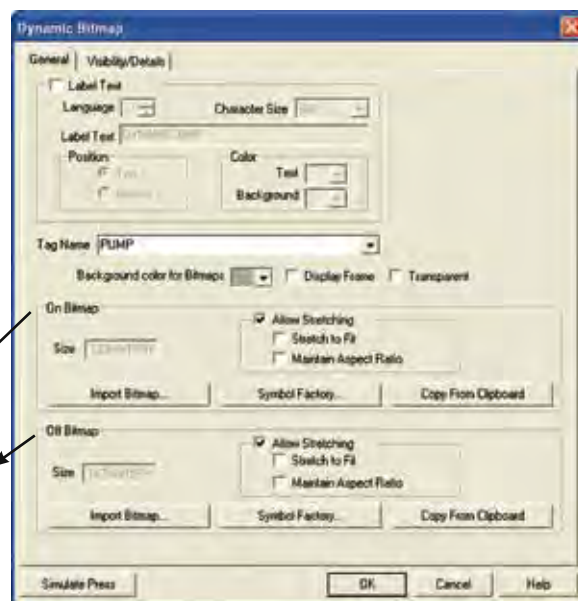 Dynamic Bitmap
General Visibility/Details
Label Text
Language Character Size
Label Text
Position Color
Text
Background
Tag Name PUMP
Background color for Bitmaps Display Frame Transparent
On Bitmap
Allow Stretching
Size Stretch to Fit
Maintain Aspect Ratio
Import Bitmap... Symbol Factory... Copy From Clipboard
Off Bitmap
Allow Stretching
Size Stretch to Fit
Maintain Aspect Ratio
Import Bitmap... Symbol Factory... Copy From Clipboard
Simulate Press OK Cancel Help